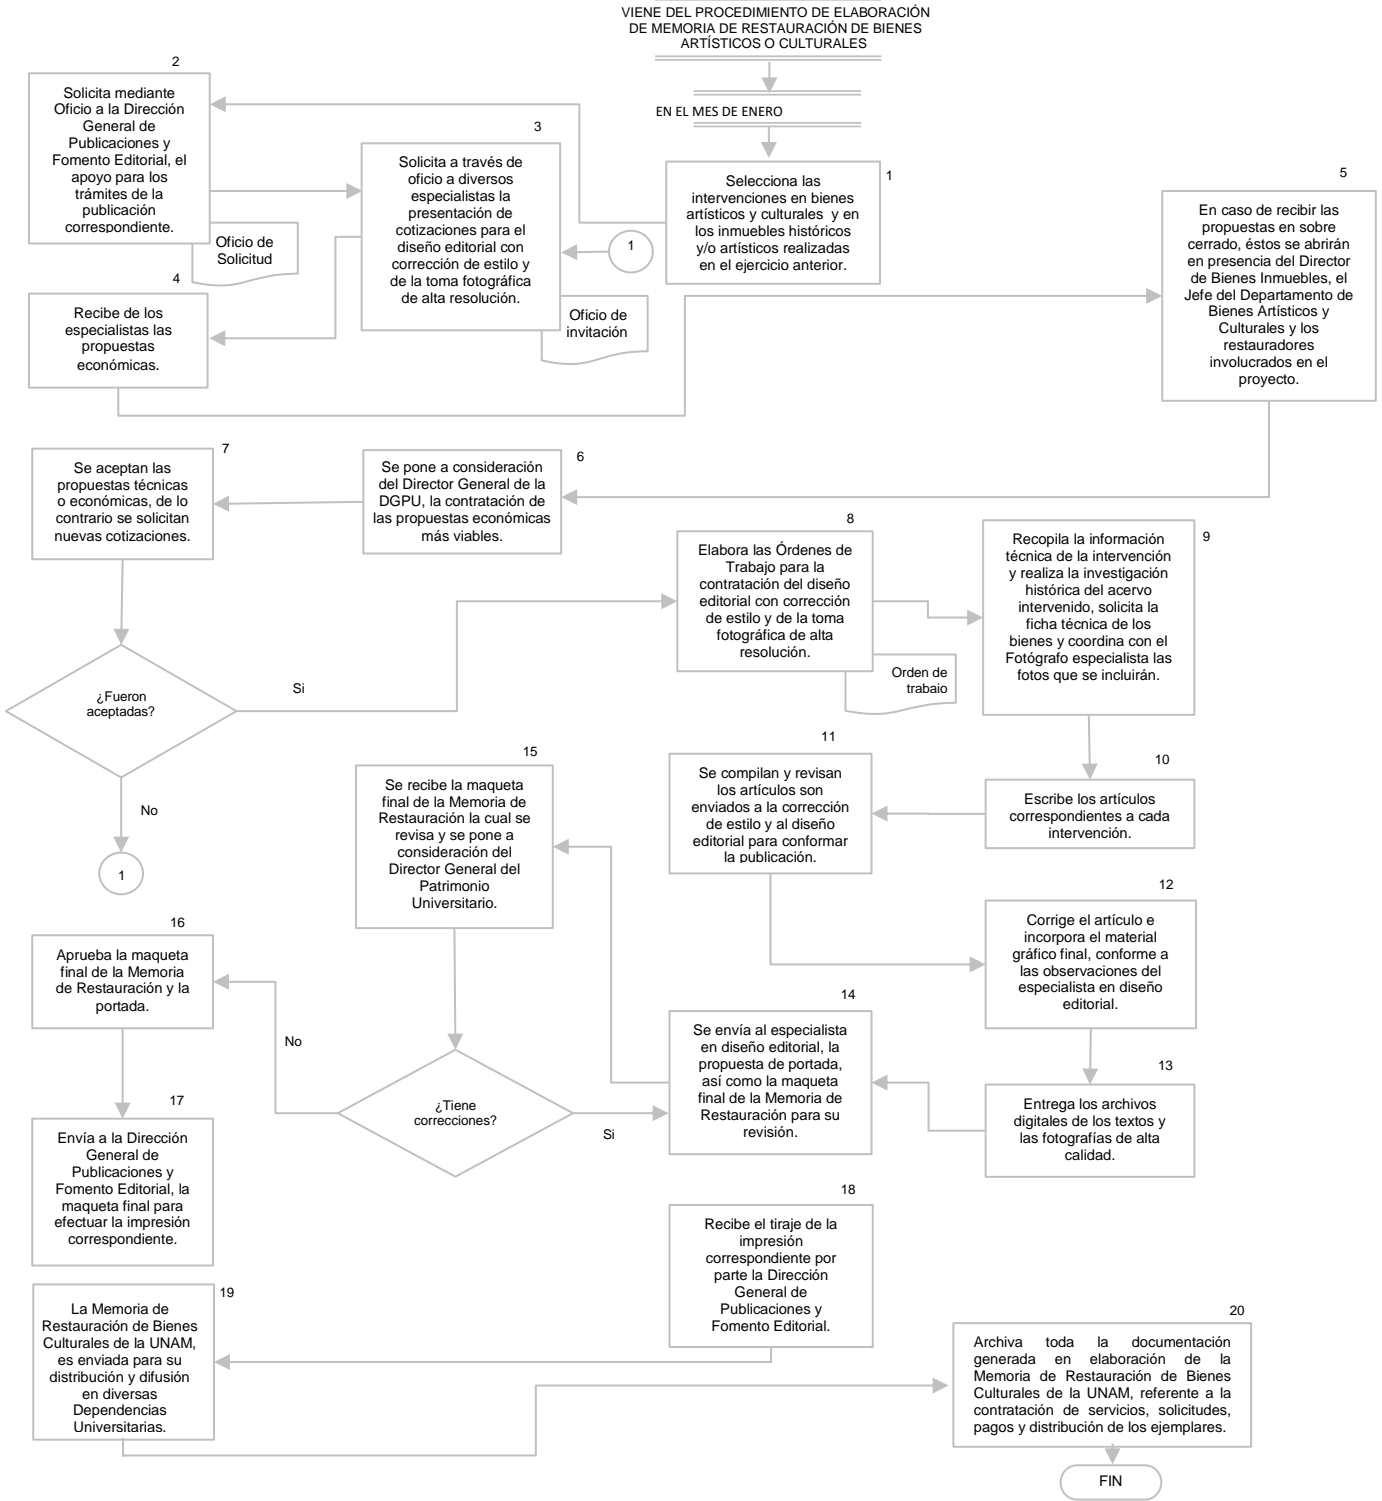 VIENE DEL PROCEDIMIENTO DE ELABORACIÓN
DE MEMORIA DE RESTAURACIÓN DE BIENES
ARTÍSTICOS O CULTURALES
EN EL MES DE ENERO
1
Selecciona las
intervenciones en bienes
artísticos y culturales y en
los inmuebles históricos
y/o artísticos realizadas
en el ejercicio anterior.
2
Solicita mediante
Oficio a la Dirección
General de
Publicaciones y
Fomento Editorial, el
apoyo para los
trámites de la
publicación
correspondiente.
Oficio de
Solicitud
3
Solicita a través de
oficio a diversos
especialistas la
presentación de
cotizaciones para el
diseño editorial con
corrección de estilo y
de la toma fotográfica
de alta resolución.
Oficio de
invitación
1
4
Recibe de los
especialistas las
propuestas
económicas.
5
En caso de recibir las
propuestas en sobre
cerrado, éstos se abrirán
en presencia del Director
de Bienes Inmuebles, el
Jefe del Departamento de
Bienes Artísticos y
Culturales y los
restauradores
involucrados en el
proyecto.
6
Se pone a consideración
del Director General de la
DGPU, la contratación de
las propuestas económicas
más viables.
7
Se aceptan las
propuestas técnicas
o económicas, de lo
contrario se solicitan
nuevas cotizaciones.
¿Fueron
aceptadas?
Si
No
1
8
Elabora las Órdenes de
Trabajo para la
contratación del diseño
editorial con corrección
de estilo y de la toma
fotográfica de alta
resolución.
Orden de
trabajo
9
Recopila la información
técnica de la intervención
y realiza la investigación
histórica del acervo
intervenido, solicita la
ficha técnica de los
bienes y coordina con el
Fotógrafo especialista las
fotos que se incluirán.
10
Escribe los artículos
correspondientes a cada
intervención.
11
Se compilan y revisan
los artículos son
enviados a la corrección
de estilo y al diseño
editorial para conformar
la publicación.
12
Corrige el artículo e
incorpora el material
gráfico final, conforme a
las observaciones del
especialista en diseño
editorial.
13
Entrega los archivos
digitales de los textos y
las fotografías de alta
calidad.
14
Se envía al especialista
en diseño editorial, la
propuesta de portada,
así como la maqueta
final de la Memoria de
Restauración para su
revisión.
15
Se recibe la maqueta
final de la Memoria de
Restauración la cual se
revisa y se pone a
consideración del
Director General del
Patrimonio
Universitario.
¿Tiene
correcciones?
Si
No
16
Aprueba la maqueta
final de la Memoria
de Restauración y la
portada.
17
Envía a la Dirección
General de
Publicaciones y
Fomento Editorial, la
maqueta final para
efectuar la impresión
correspondiente.
18
Recibe el tiraje de la
impresión
correspondiente por
parte la Dirección
General de
Publicaciones y
Fomento Editorial.
19
La Memoria de
Restauración de Bienes
Culturales de la UNAM,
es enviada para su
distribución y difusión
en diversas
Dependencias
Universitarias.
20
Archiva toda la documentación
generada en elaboración de la
Memoria de Restauración de Bienes
Culturales de la UNAM, referente a la
contratación de servicios, solicitudes,
pagos y distribución de los ejemplares.
FIN